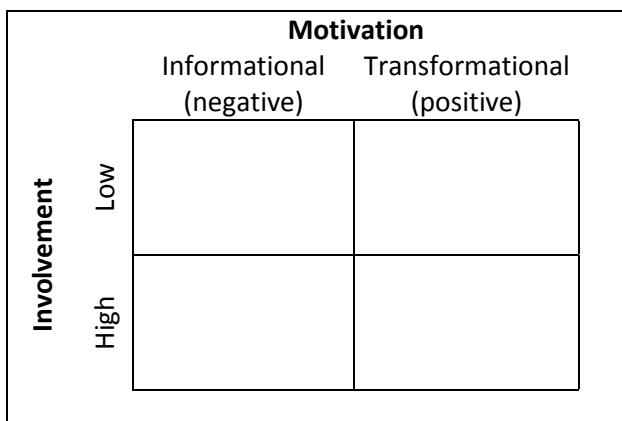 Motivation
Informational Transformational
(negative) (positive)
Involvement
Low
High